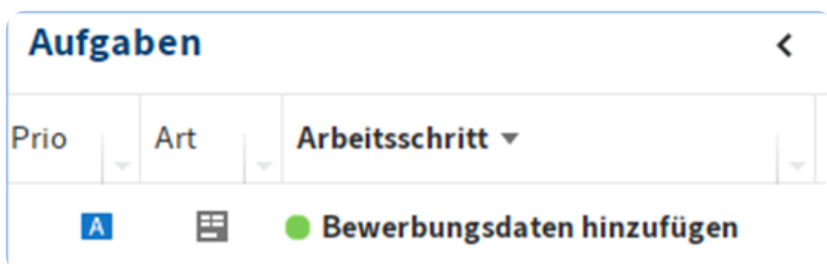 Aufgaben
Prio Art Arbeitsschritt
A Bewerbungsdaten hinzufügen